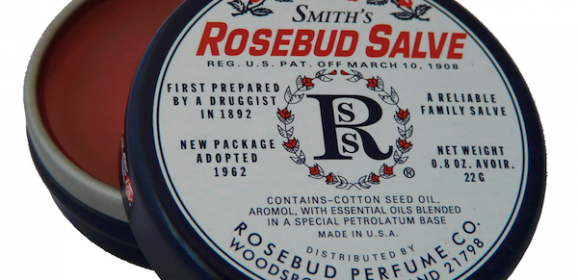 SMITH'S
ROSEBUD SALVE
REG. U.S. PAT. OFF MARCH 10, 1908
FIRST PREPARED
BY A DRUGGIST
IN 1892
NEW PACKAGE
ADOPTED
1962
R
S
S
®
A RELIABLE
FAMILY SALVE
NET WEIGHT
0.8 OZ. AVOIR.
22G
CONTAINS-COTTON SEED OIL,
AROMOL, WITH ESSENTIAL OILS BLENDED
IN A SPECIAL PETROLATUM BASE
MADE IN U.S.A.
DISTRIBUTED BY
ROSEBUD PERFUME CO.
WOODSBO
D 21798